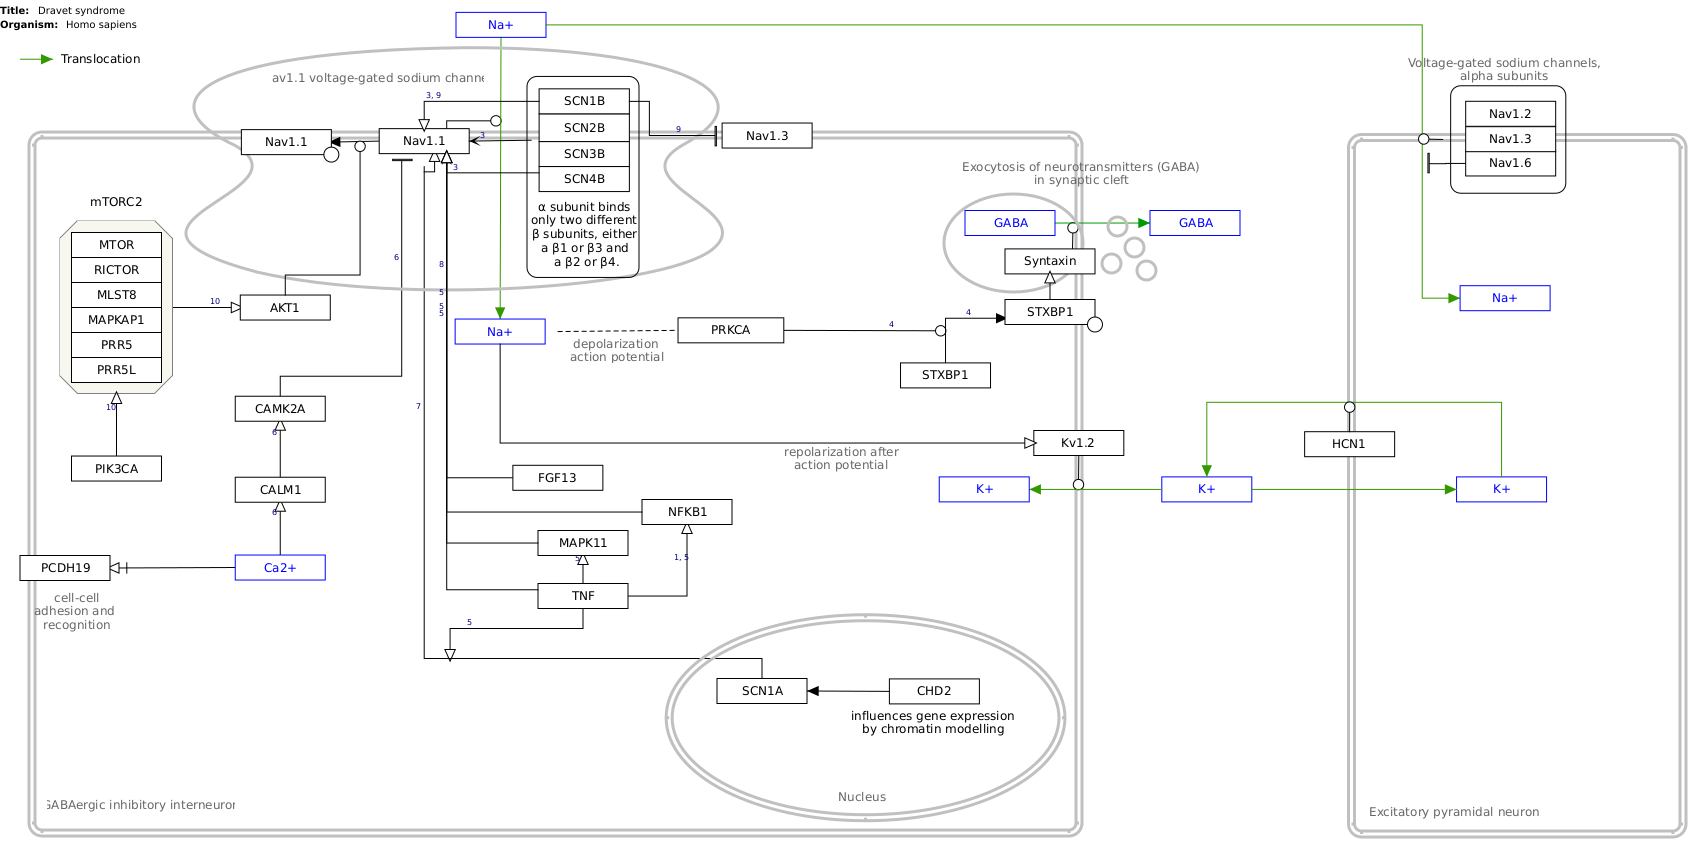 Title: Dravet syndrome
Organism: Homo sapiens
Translocation
Na+
av1.1 voltage-gated sodium channe
Voltage-gated sodium channels,
alpha subunits
3, 9
SCN1B
SCN2B
SCN3B
SCN4B
α subunit binds
only two different
β subunits, either
a β1 or β3 and
a β2 or β4.
Nav1.1
Nav1.1
3
3
9
Nav1.3
Nav1.2
Nav1.3
Nav1.6
Exocytosis of neurotransmitters (GABA)
in synaptic cleft
GABA
GABA
Syntaxin
STXBP1
mTORC2
MTOR
RICTOR
MLST8
MAPKAP1
PRR5
PRR5L
10
AKT1
6
8
5
5
5
Na+
depolarization
action potential
PRKCA
4
4
STXBP1
Na+
10
PIK3CA
CAMK2A
6
CALM1
6
Ca2+
PCDH19
cell-cell
adhesion and
recognition
7
repolarization after
action potential
Kv1.2
HCN1
K+
K+
K+
FGF13
NFKB1
MAPK11
5
1, 5
TNF
5
SCN1A
CHD2
influences gene expression
by chromatin modelling
Nucleus
GABAergic inhibitory interneuron
Excitatory pyramidal neuron